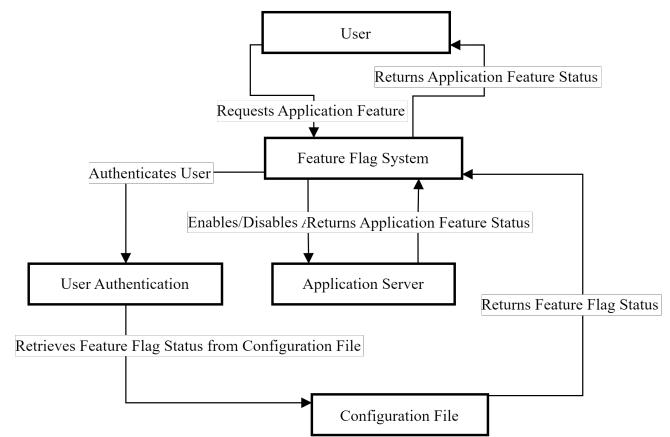 User
Returns Application Feature Status
Requests Application Feature
Feature Flag System
Authenticates User
Enables/Disables
Returns Application Feature Status
User Authentication
Application Server
Returns Feature Flag Status
Retrieves Feature Flag Status from Configuration File
Configuration File